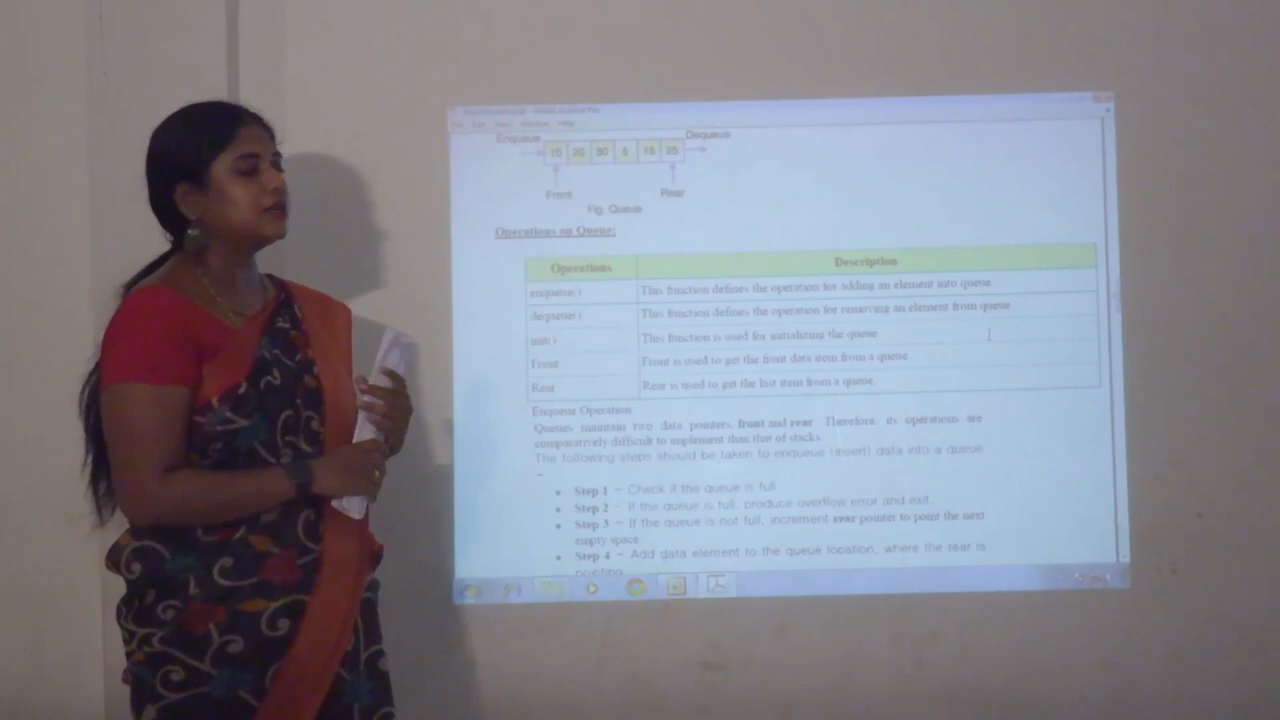 Enqueue Dequeue
10 20 30 6 16 25
Front Rear
Fig. Queue
Operations on Queue:
Operations Description
enqueue() This function defines the operation for adding an element into queue.
dequeue() This function defines the operation for removing an element from queue
init() This function is used for initializing the queue.
Front Front is used to get the front data item from a queue.
Rear Rear is used to get the last item from a queue.
Enqueue Operation
Queues maintain two data pointers, front and rear. Therefore, its operations are
comparatively difficult to implement than that of stacks.
The following steps should be taken to enqueue (insert) data into a queue
–
• Step 1 – Check if the queue is full.
• Step 2 – If the queue is full, produce overflow error and exit.
• Step 3 – If the queue is not full, increment rear pointer to point the next
empty space.
• Step 4 – Add data element to the queue location, where the rear is
pointing.